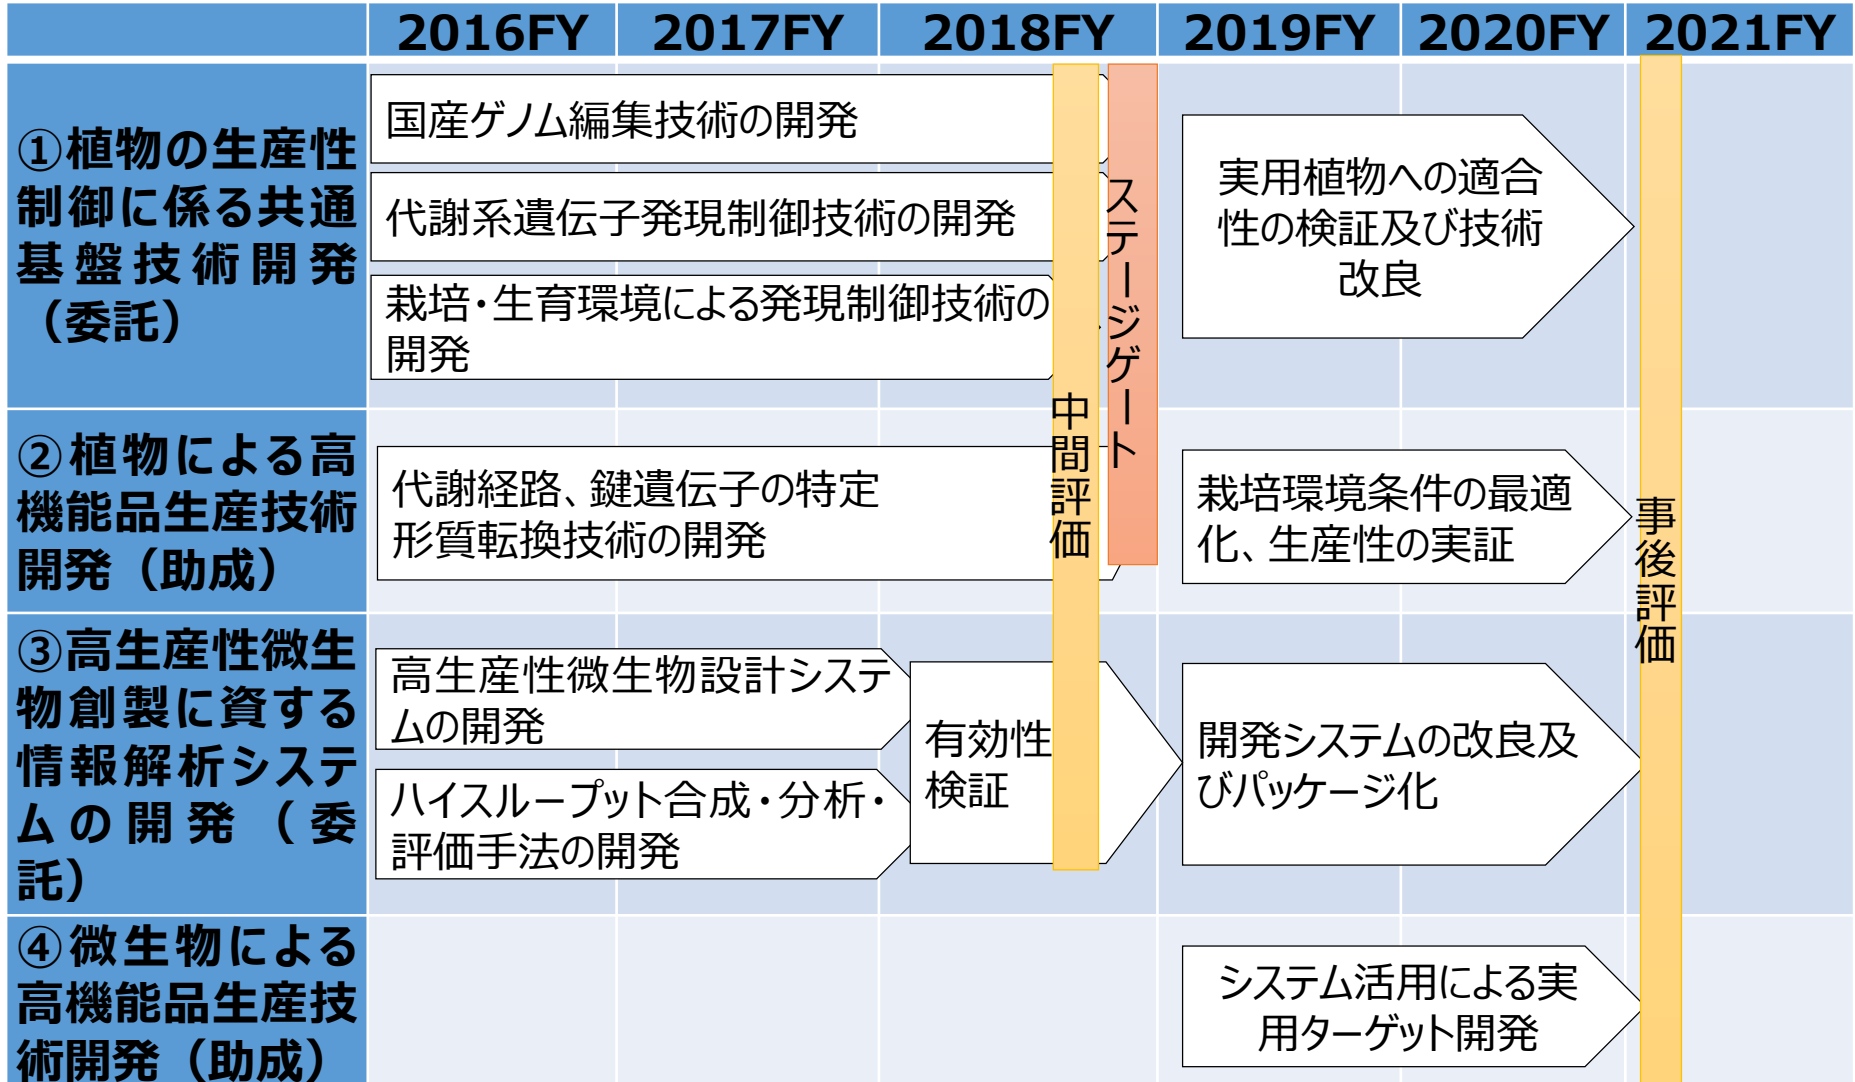 2016FY 2017FY 2018FY 2019FY 2020FY 2021FY
①植物の生産性
制御に係る共通
基盤技術開発
（委託）
国産ゲノム編集技術の開発
代謝系遺伝子発現制御技術の開発
栽培・生育環境による発現制御技術の
開発
ステージゲート
中間評価
実用植物への適合
性の検証及び技術
改良
②植物による高
機能品生産技術
開発（助成）
代謝経路、鍵遺伝子の特定
形質転換技術の開発
栽培環境条件の最適
化、生産性の実証
事後評価
③高生産性微生
物創製に資する
情報解析システ
ムの開発（委
託）
高生産性微生物設計システ
ムの開発
ハイスループット合成・分析・
評価手法の開発
有効性
検証
開発システムの改良及
びパッケージ化
④微生物による
高機能品生産技
術開発（助成）
システム活用による実
用ターゲット開発